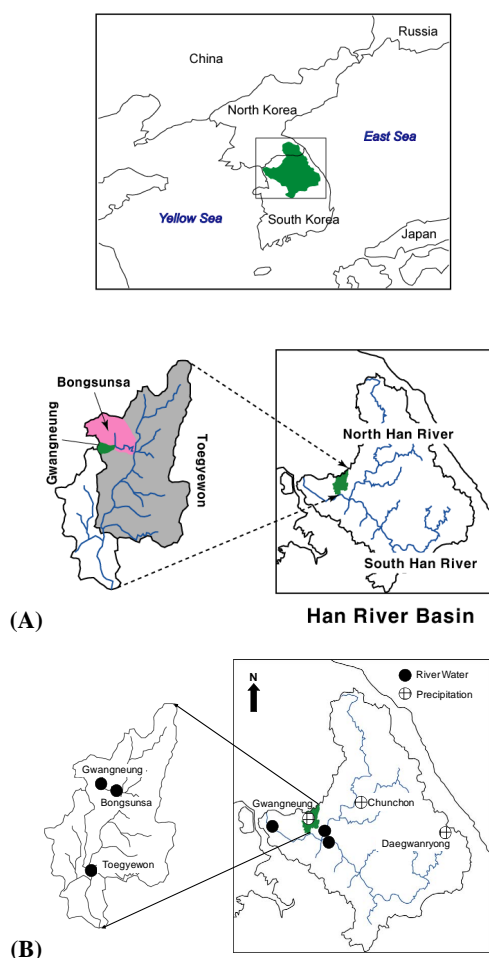 Russia
China
North Korea
East Sea
Yellow Sea
South Korea
Japan
Bongsunsa
Gwangneung
Toegyewon
North Han River
South Han River
(A)
Han River Basin
N
River Water
Precipitation
Gwangneung
Bongsunsa
Gwangneung
Chunchon
Daegwanryong
Toegyewon
(B)